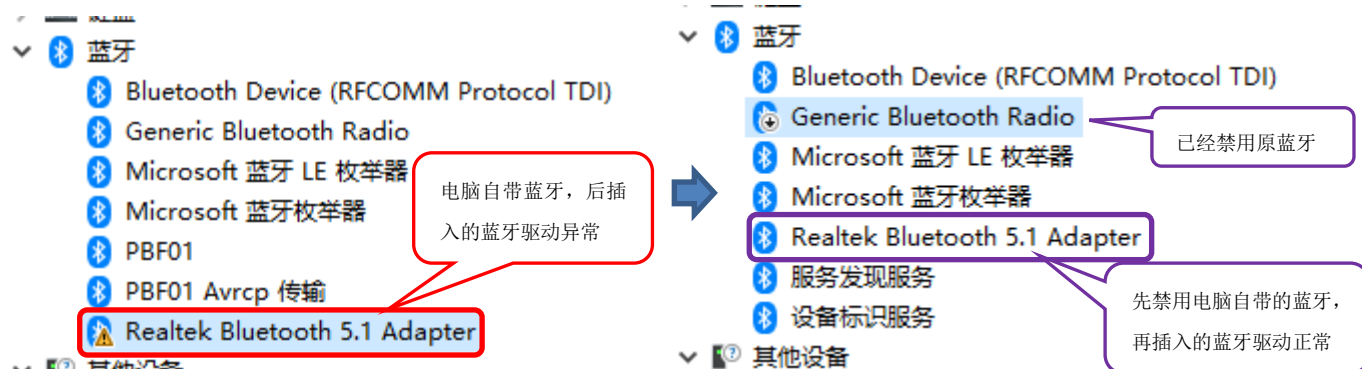 蓝牙
Bluetooth Device (RFCOMM Protocol TDI)
Generic Bluetooth Radio
Microsoft 蓝牙 LE 枚举器
Microsoft 蓝牙枚举器
PBF01
PBF01 Avrcp 传输
Realtek Bluetooth 5.1 Adapter
其他设备
电脑自带蓝牙，后插
入的蓝牙驱动异常
蓝牙
Bluetooth Device (RFCOMM Protocol TDI)
Generic Bluetooth Radio
Microsoft 蓝牙 LE 枚举器
Microsoft 蓝牙枚举器
Realtek Bluetooth 5.1 Adapter
服务发现服务
设备标识服务
其他设备
已经禁用原蓝牙
先禁用电脑自带的蓝牙，
再插入的蓝牙驱动正常